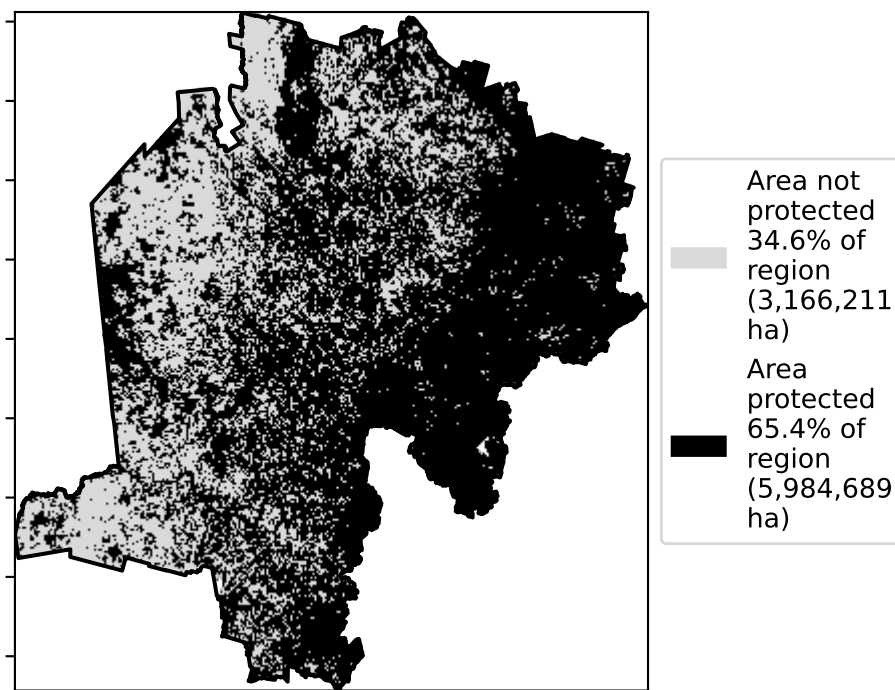 Area not
protected
34.6% of
region
(3,166,211
ha)
Area
protected
65.4% of
region
(5,984,689
ha)